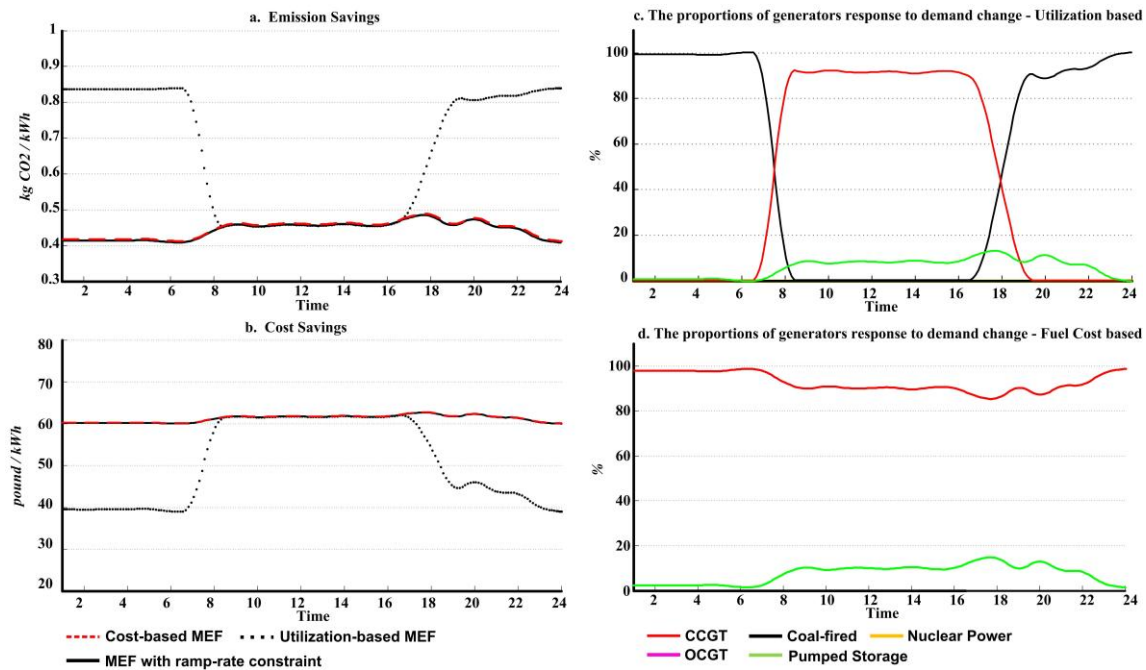 a. Emission Savings
1
0.9
0.8
0.7
0.6
0.5
0.4
0.3
kg CO2 / kWh
2 4 6 8 10 12 14 16 18 20 22 24
Time
b. Cost Savings
80
70
60
50
40
30
20
pound / kWh
2 4 6 8 10 12 14 16 18 20 22 24
Time
Cost-based MEF Utilization-based MEF
MEF with ramp-rate constraint
c. The proportions of generators response to demand change - Utilization based
100
80
60
40
20
0
%
2 4 6 8 10 12 14 16 18 20 22 24
Time
d. The proportions of generators response to demand change - Fuel Cost based
100
80
60
40
20
0
%
2 4 6 8 10 12 14 16 18 20 22 24
Time
CCGT Coal-fired Nuclear Power
OCGT Pumped Storage